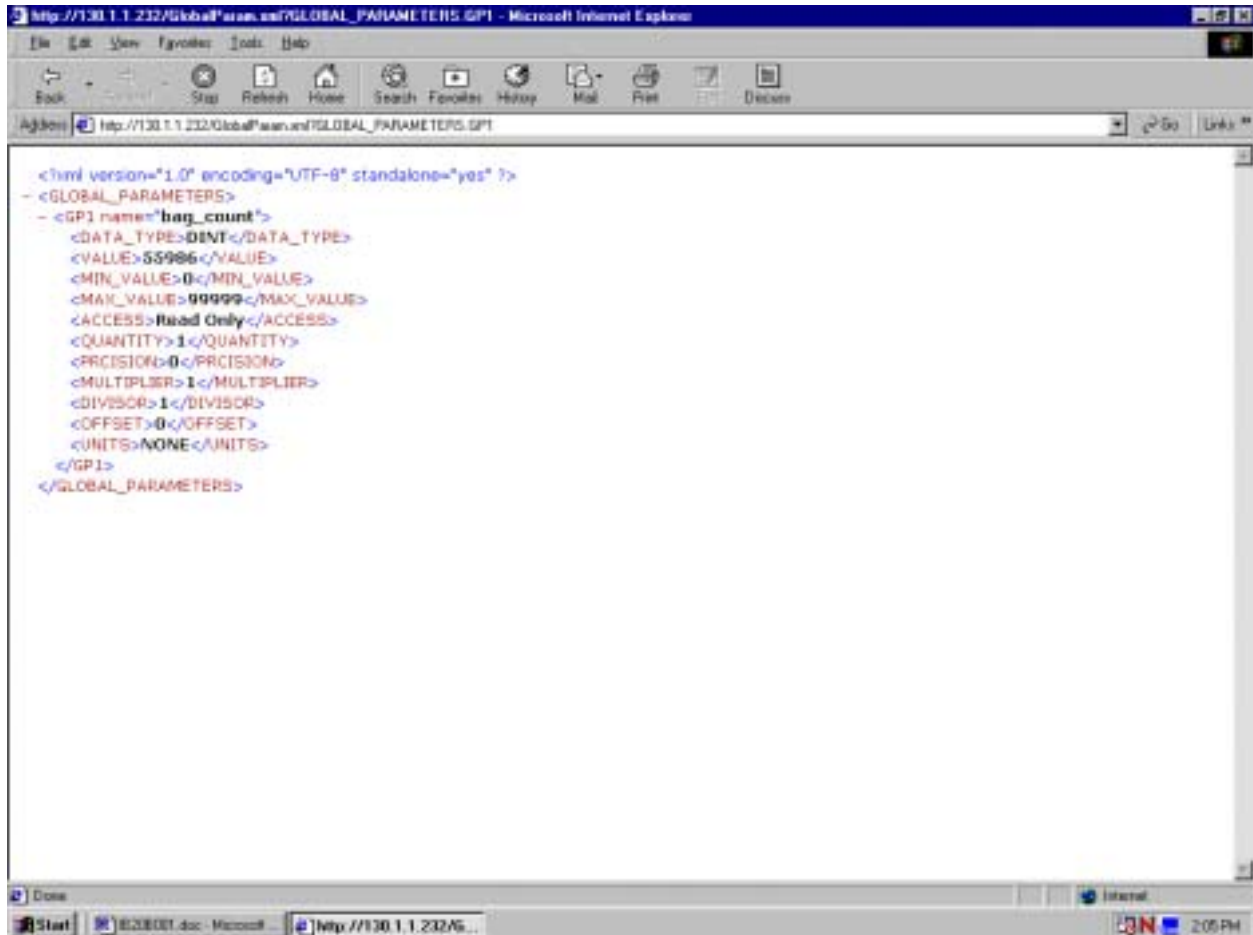 http://130.1.1.232/GlobalParam.xml?GLOBAL_PARAMETERS.GP1 - Microsoft Internet Explorer
File Edit View Favorites Tools Help
Back Stop Refresh Home Search Favorites History Mail Print Discuss
Address http://130.1.1.232/GlobalParam.xml?GLOBAL_PARAMETERS.GP1 Go Links »
<?xml version="1.0" encoding="UTF-8" standalone="yes" ?>
- <GLOBAL_PARAMETERS>
- <GP1 name="bag_count">
<DATA_TYPE>DINT</DATA_TYPE>
<VALUE>55986</VALUE>
<MIN_VALUE>0</MIN_VALUE>
<MAX_VALUE>99999</MAX_VALUE>
<ACCESS>Read Only</ACCESS>
<QUANTITY>1</QUANTITY>
<PRCISION>0</PRCISION>
<MULTIPLIER>1</MULTIPLIER>
<DIVISOR>1</DIVISOR>
<OFFSET>0</OFFSET>
<UNITS>NONE</UNITS>
</GP1>
</GLOBAL_PARAMETERS>
Done Internet
Start - Microsoft ... http://130.1.1.232/G... 2:05 PM